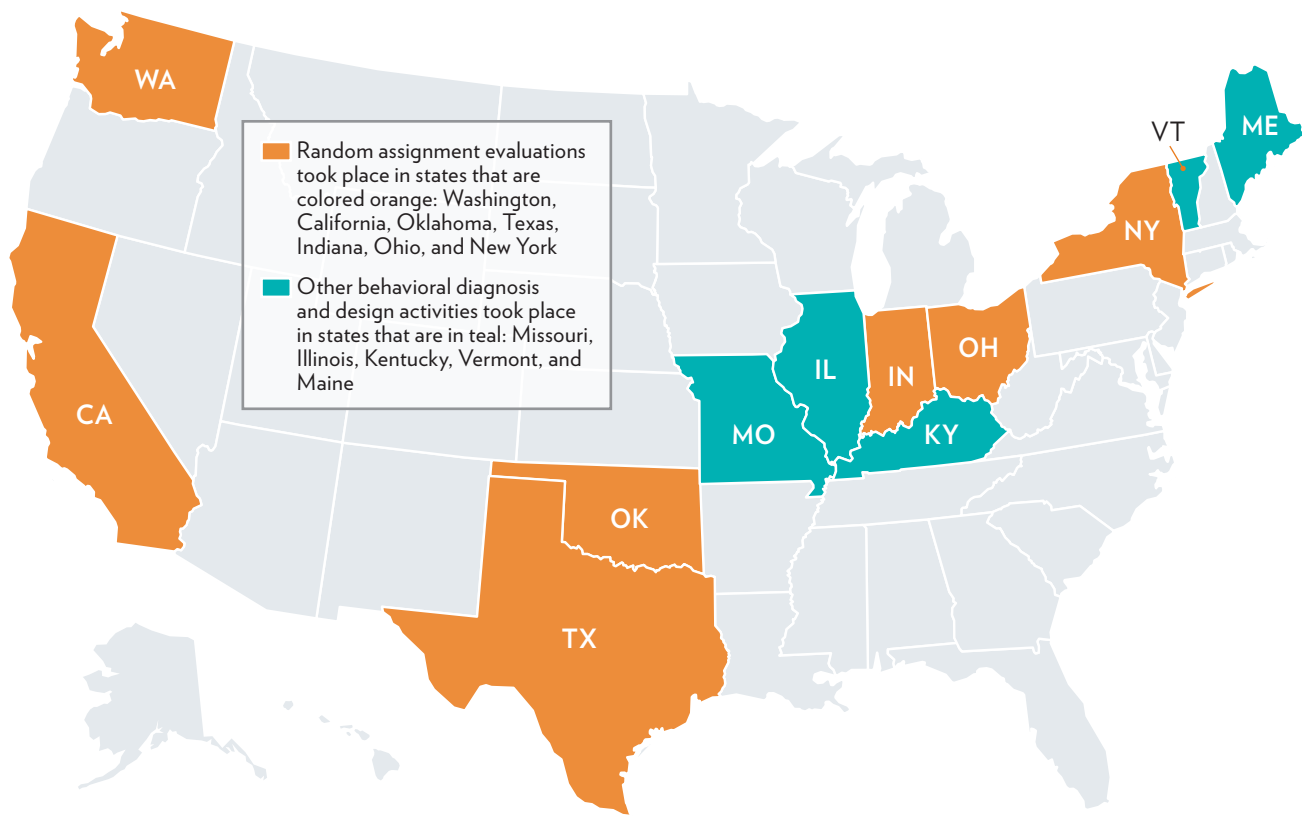 WA
VT
ME
Random assignment evaluations
took place in states that are
colored orange: Washington,
California, Oklahoma, Texas,
Indiana, Ohio, and New York
NY
Other behavioral diagnosis
and design activities took place
in states that are in teal: Missouri,
Illinois, Kentucky, Vermont, and
Maine
OH
IL
IN
CA
MO
KY
OK
TX